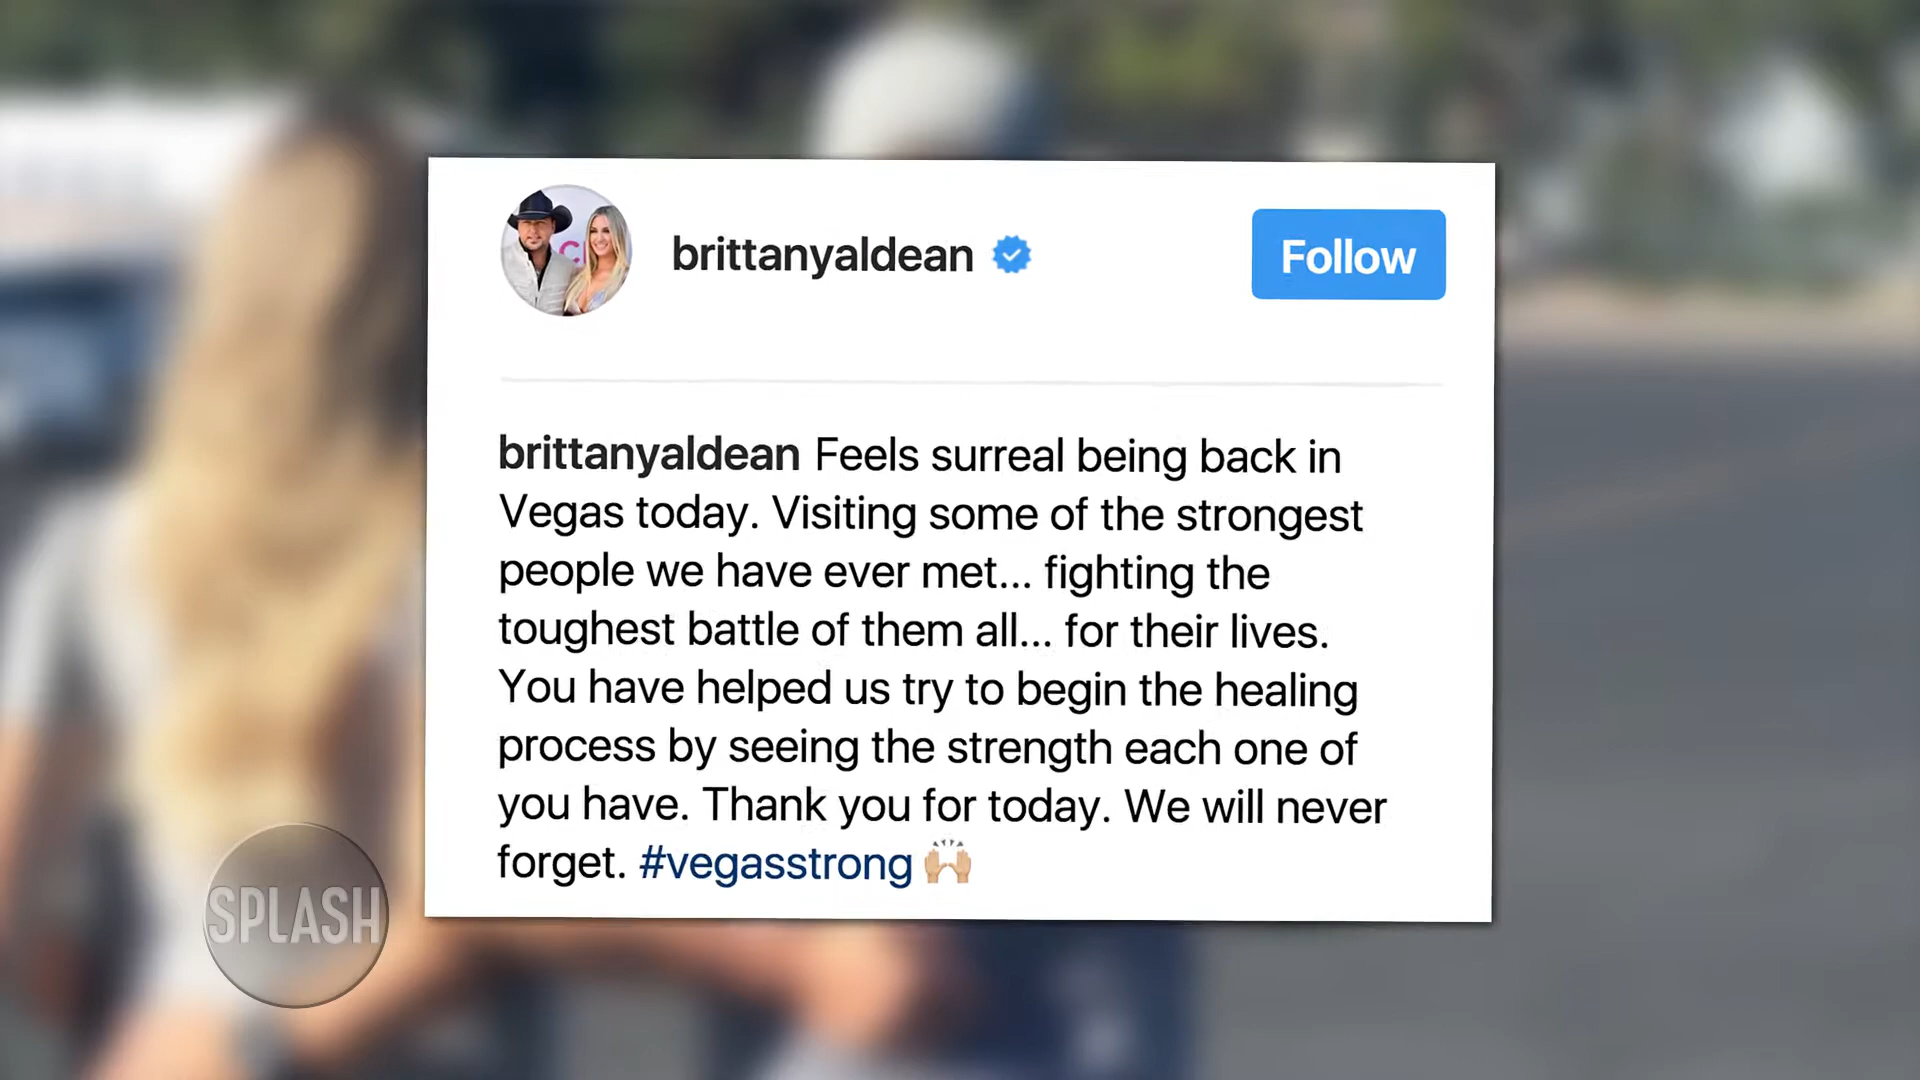 brittanyaldean
Follow
brittanyaldean Feels surreal being back in
Vegas today. Visiting some of the strongest
people we have ever met... fighting the
toughest battle of them all... for their lives.
You have helped us try to begin the healing
process by seeing the strength each one of
you have. Thank you for today. We will never
forget. #vegasstrong 🙌🏼
SPLASH